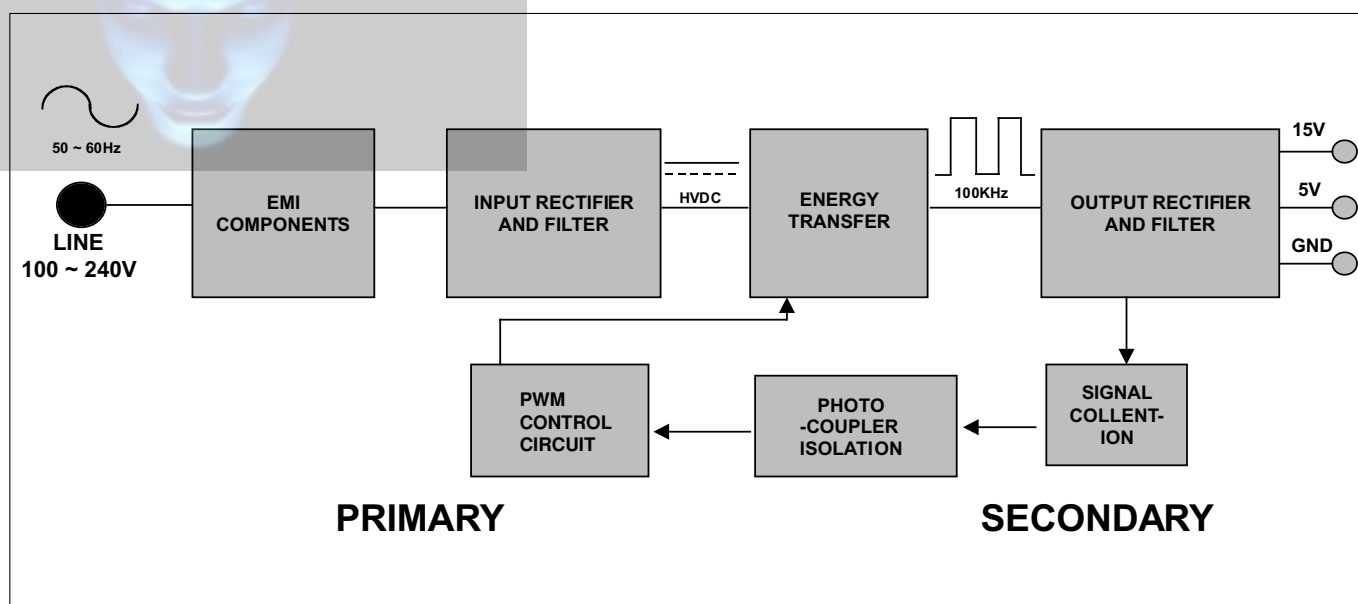 50 ~ 60Hz
LINE
100 ~ 240V
EMI
COMPONENTS
INPUT RECTIFIER
AND FILTER
HVDC
ENERGY
TRANSFER
100KHz
OUTPUT RECTIFIER
AND FILTER
15V
5V
GND
PWM
CONTROL
CIRCUIT
PHOTO
-COUPLER
ISOLATION
SIGNAL
COLLENT-
ION
PRIMARY
SECONDARY